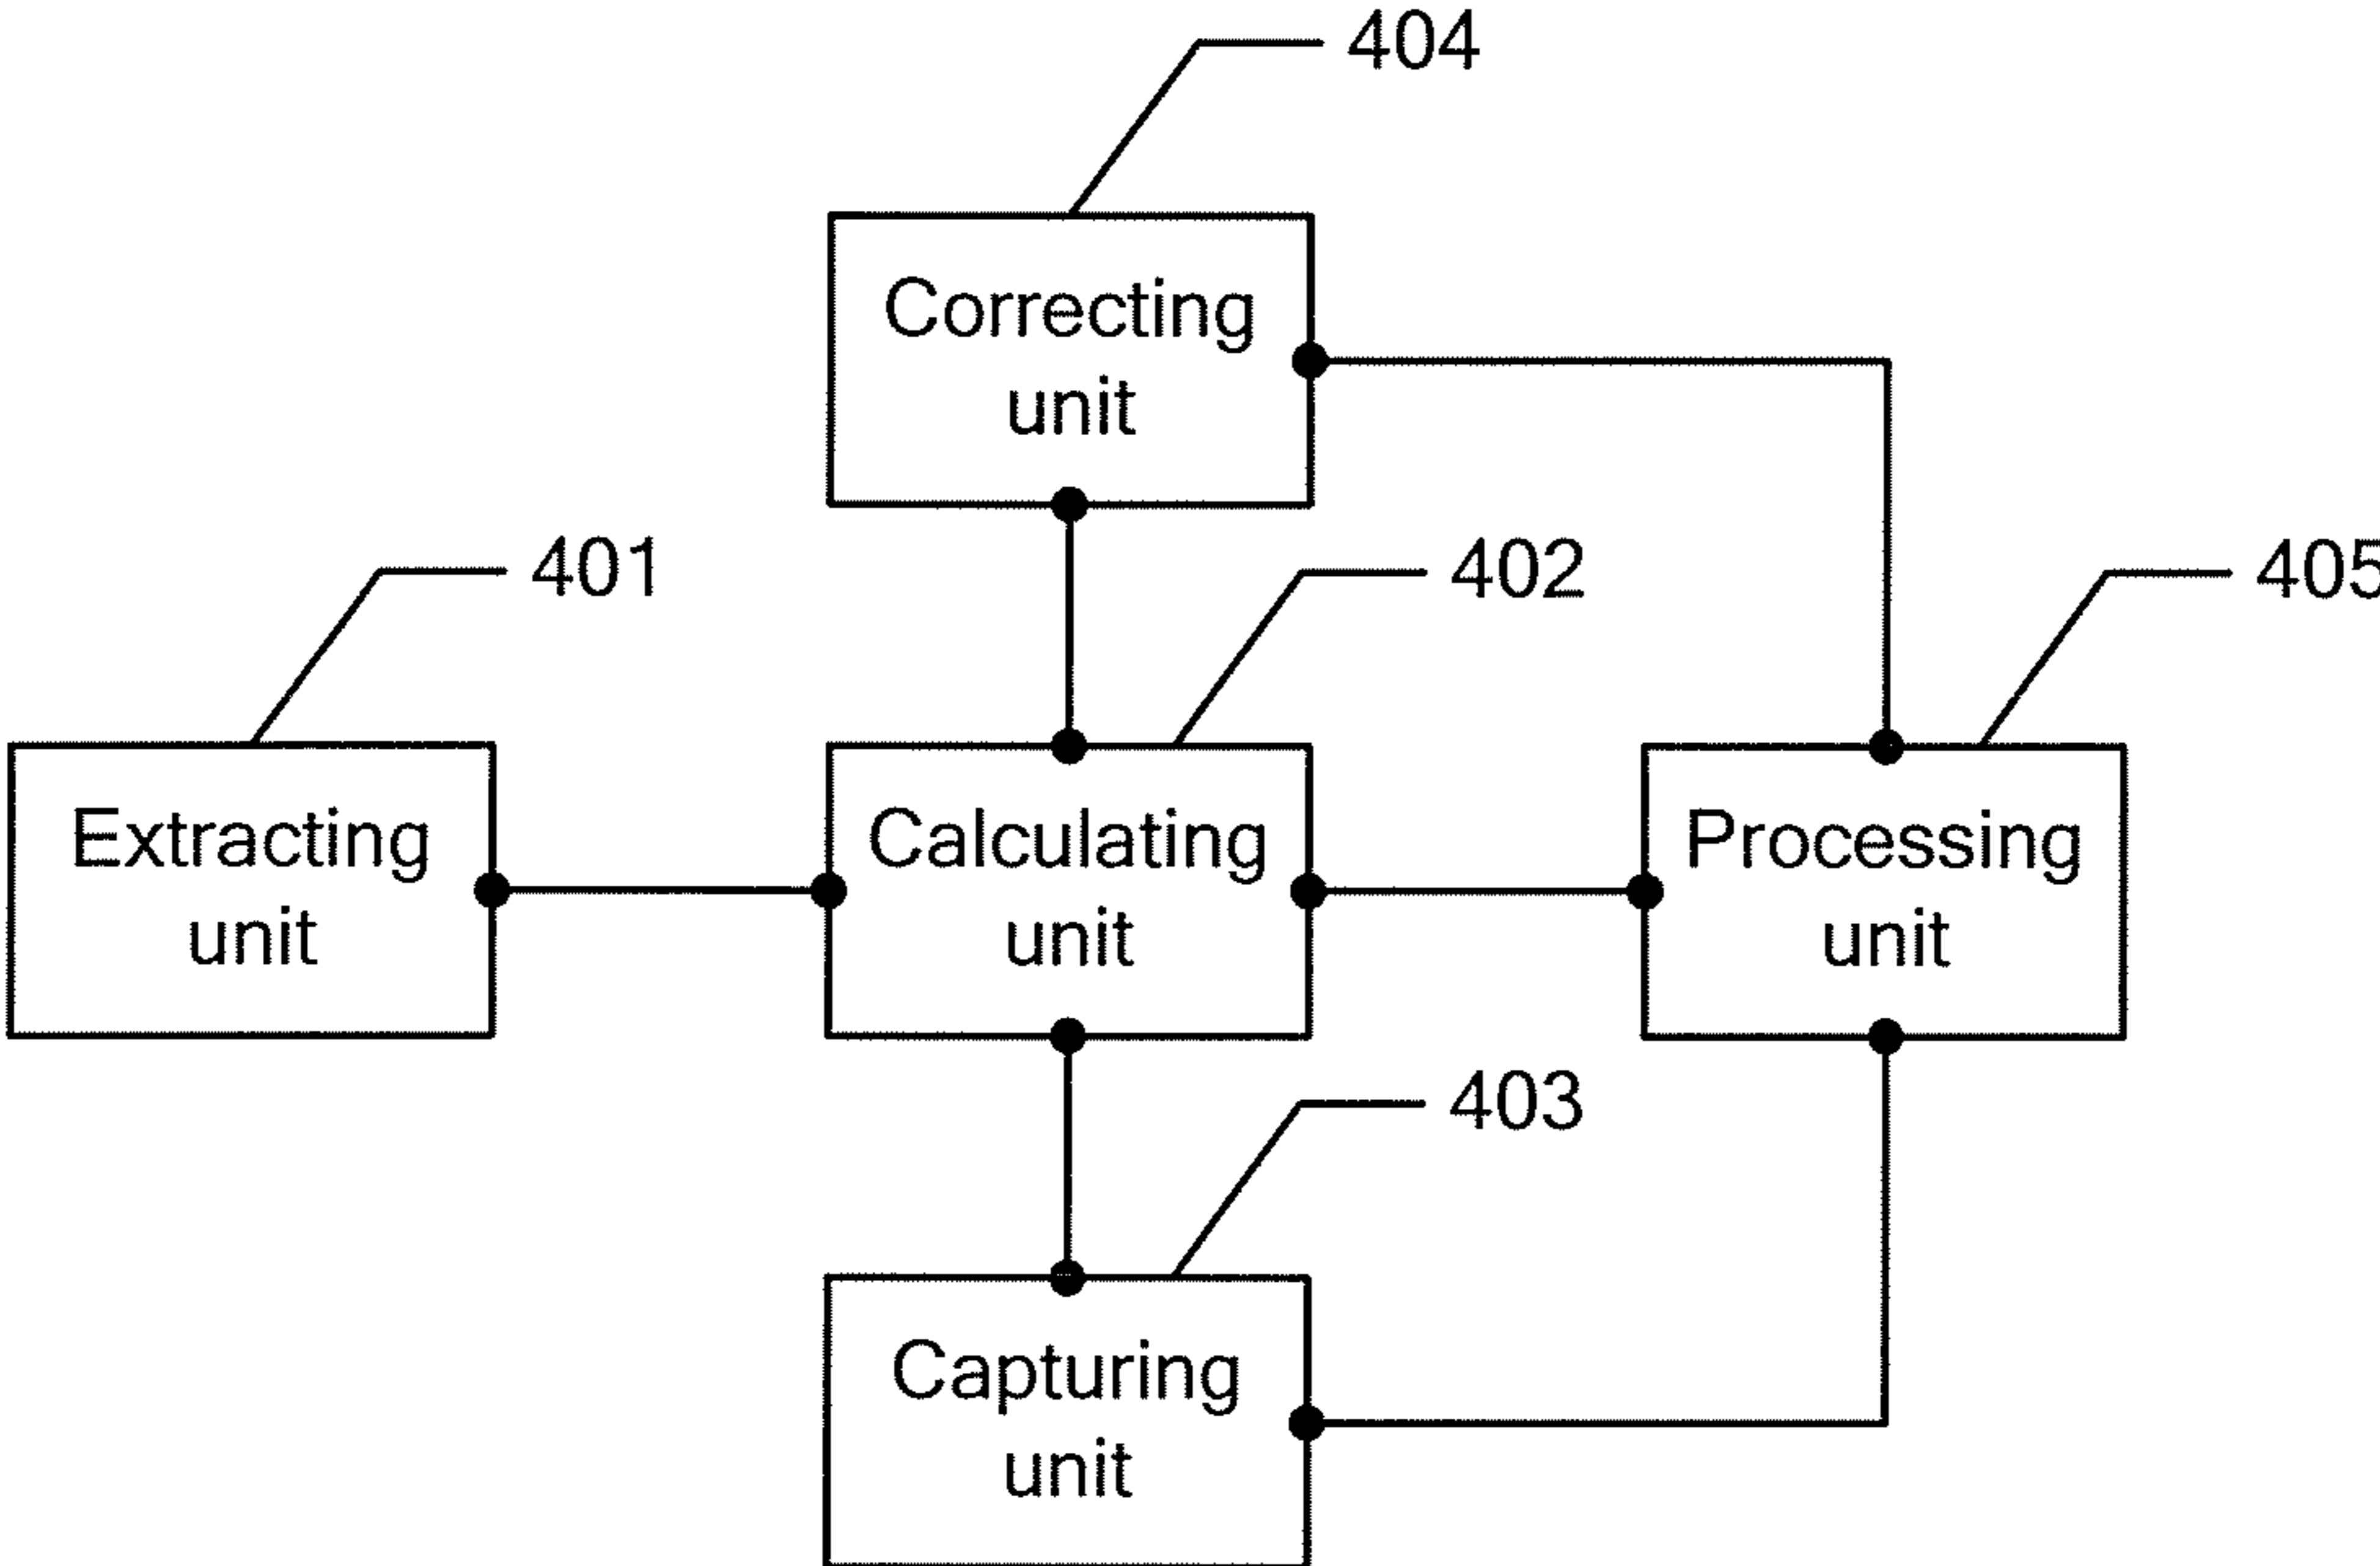 404
Correcting
unit
401
402
405
Extracting
unit
Calculating
unit
Processing
unit
403
Capturing
unit